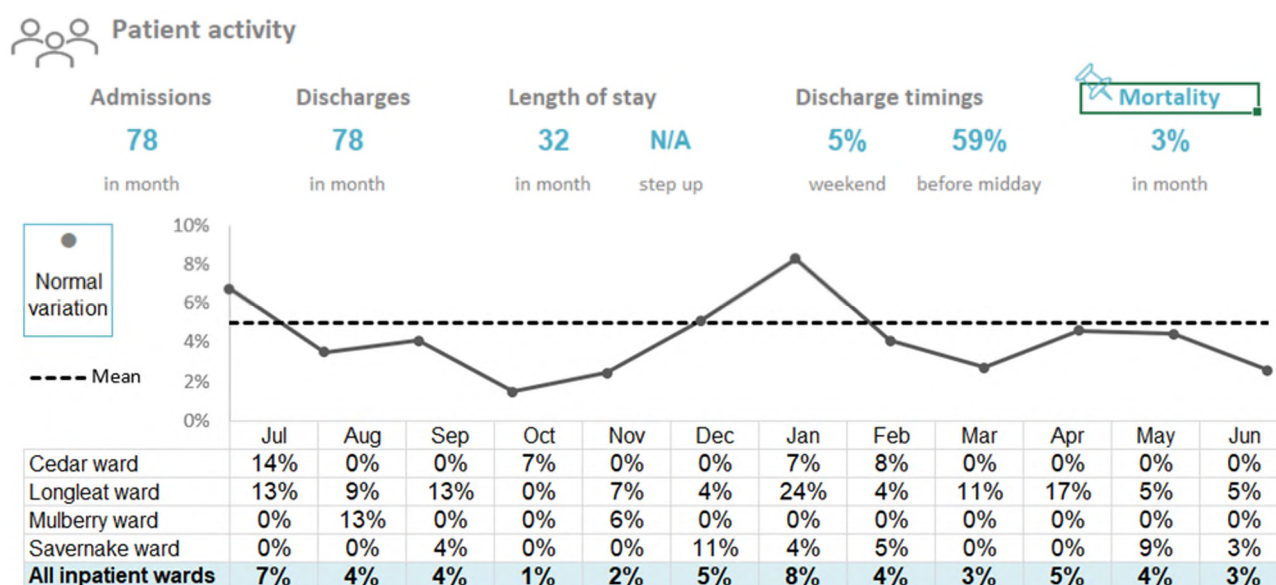 Patient activity
Admissions Discharges Length of stay Discharge timings Mortality
78 78 32 N/A 5% 59% 3%
in month in month in month step up weekend before midday in month
Normal
variation
Mean
10%
8%
6%
4%
2%
0%
Jul Aug Sep Oct Nov Dec Jan Feb Mar Apr May Jun
Cedar ward 14% 0% 0% 7% 0% 0% 7% 8% 0% 0% 0% 0%
Longleat ward 13% 9% 13% 0% 7% 4% 24% 4% 11% 17% 5% 5%
Mulberry ward 0% 13% 0% 0% 6% 0% 0% 0% 0% 0% 0% 0%
Savernake ward 0% 0% 4% 0% 0% 11% 4% 5% 0% 0% 9% 3%
All inpatient wards 7% 4% 4% 1% 2% 5% 8% 4% 3% 5% 4% 3%